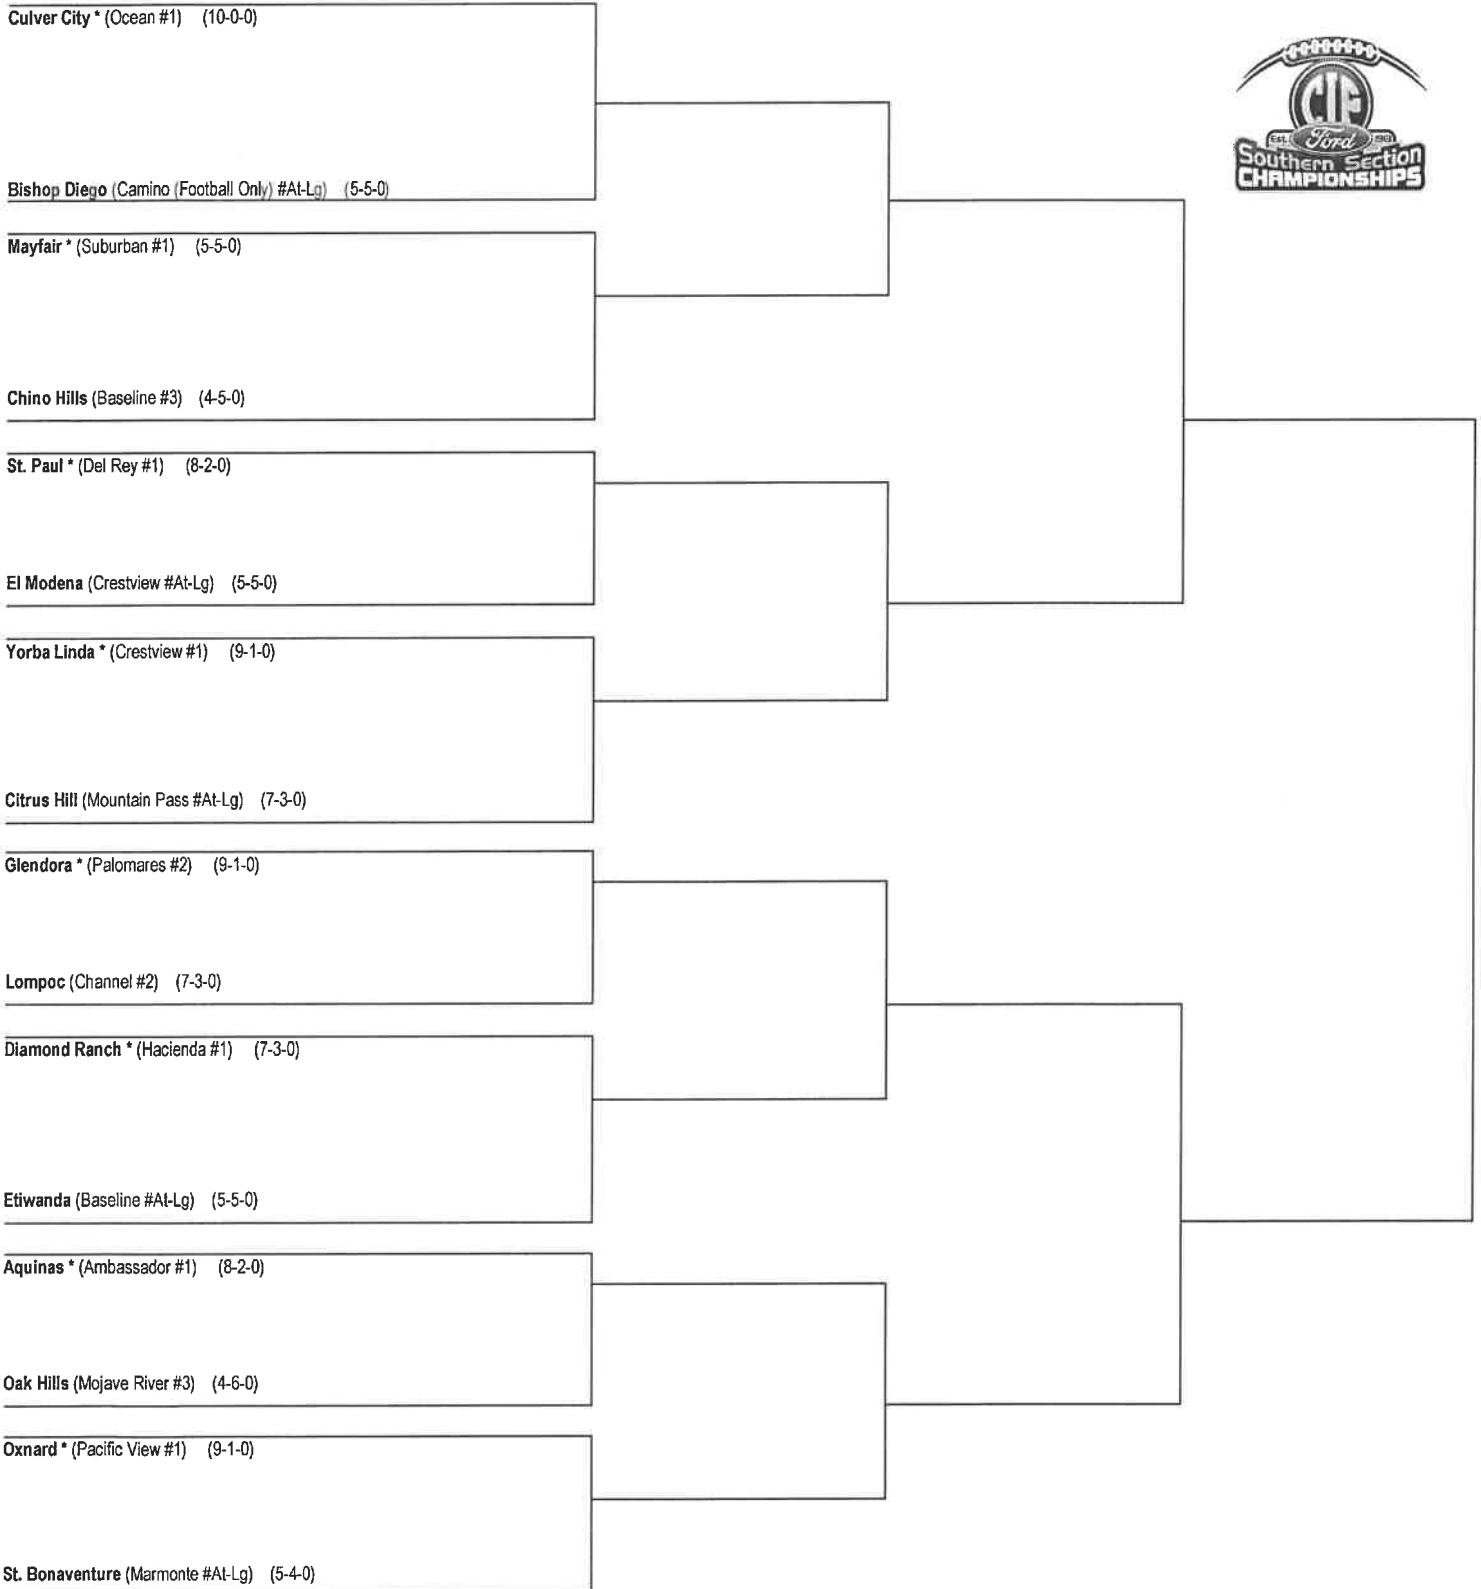 Culver City * (Ocean #1) (10-0-0)
CIF
Est. 1913
Ford
Southern Section
CHAMPIONSHIPS
Bishop Diego (Camino (Football Only) #At-Lg) (5-5-0)
Mayfair * (Suburban #1) (5-5-0)
Chino Hills (Baseline #3) (4-5-0)
St. Paul * (Del Rey #1) (8-2-0)
El Modena (Crestview #At-Lg) (5-5-0)
Yorba Linda * (Crestview #1) (9-1-0)
Citrus Hill (Mountain Pass #At-Lg) (7-3-0)
Glendora * (Palomares #2) (9-1-0)
Lompoc (Channel #2) (7-3-0)
Diamond Ranch * (Hacienda #1) (7-3-0)
Etiwanda (Baseline #At-Lg) (5-5-0)
Aquinas * (Ambassador #1) (8-2-0)
Oak Hills (Mojave River #3) (4-6-0)
Oxnard * (Pacific View #1) (9-1-0)
St. Bonaventure (Marmonte #At-Lg) (5-4-0)